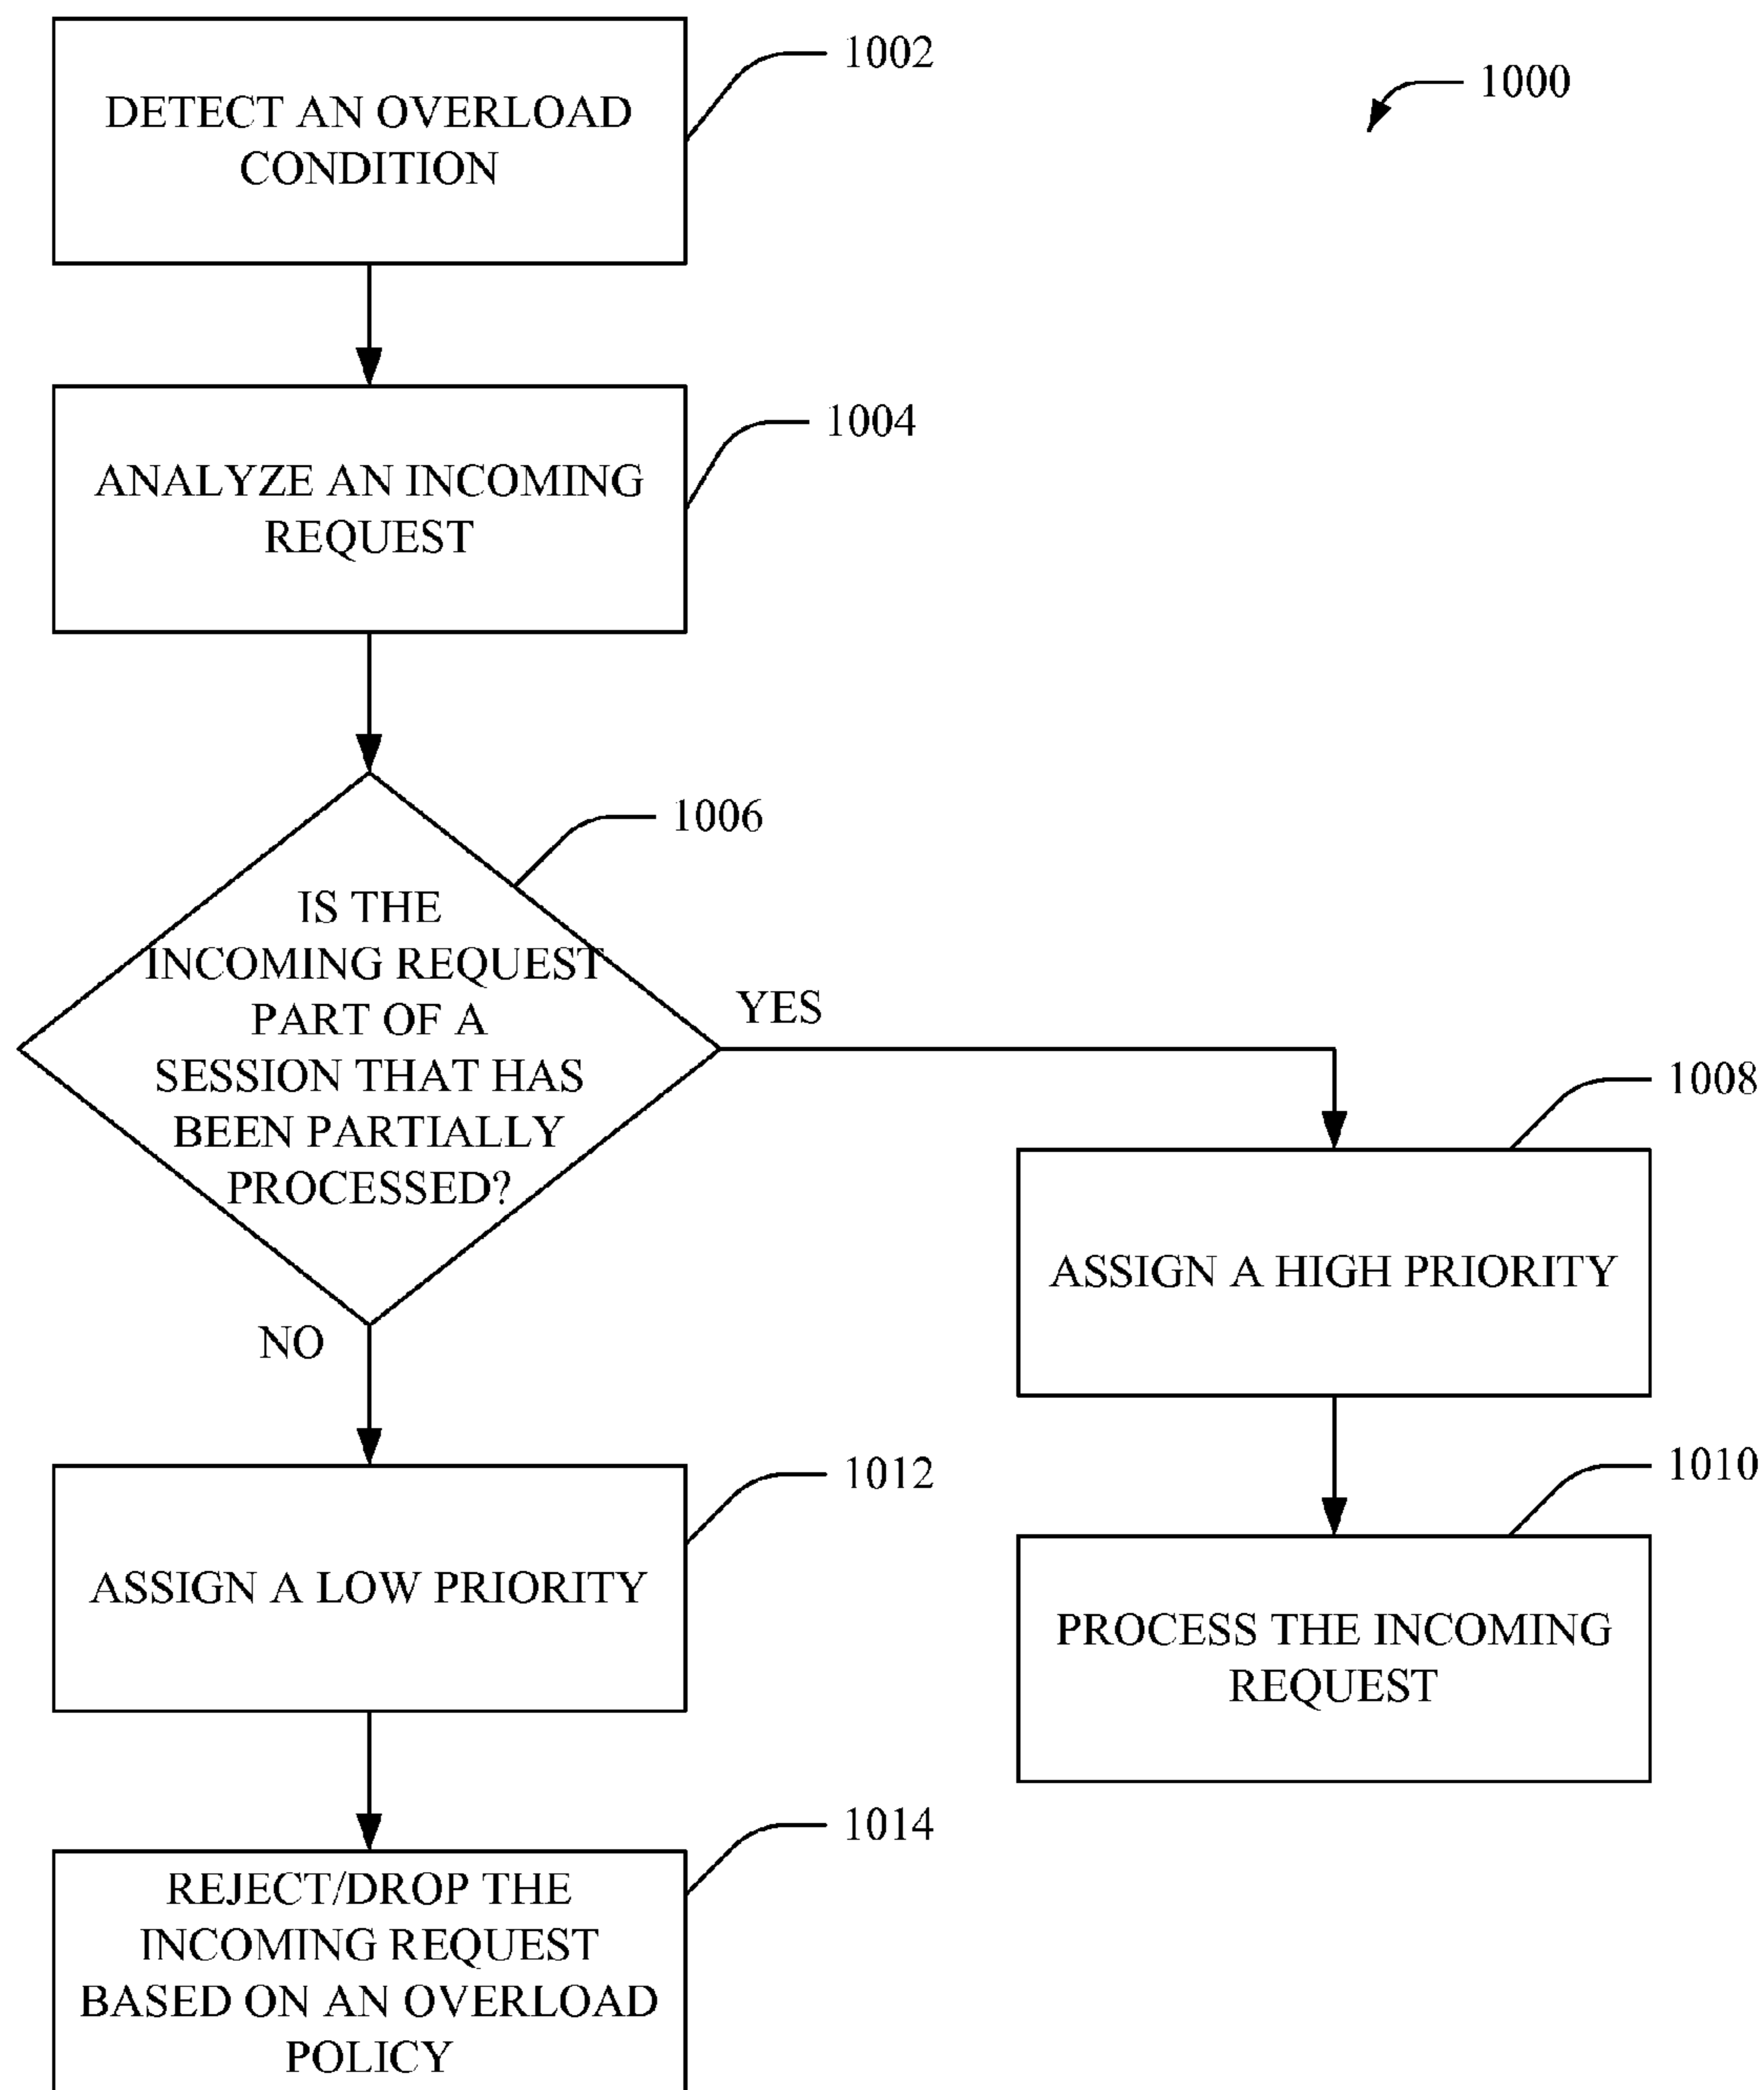 1002
1000
DETECT AN OVERLOAD
CONDITION
1004
ANALYZE AN INCOMING
REQUEST
1006
IS THE
INCOMING REQUEST
PART OF A
SESSION THAT HAS
BEEN PARTIALLY
PROCESSED?
YES
NO
1008
ASSIGN A HIGH PRIORITY
1010
PROCESS THE INCOMING
REQUEST
1012
ASSIGN A LOW PRIORITY
1014
REJECT/DROP THE
INCOMING REQUEST
BASED ON AN OVERLOAD
POLICY